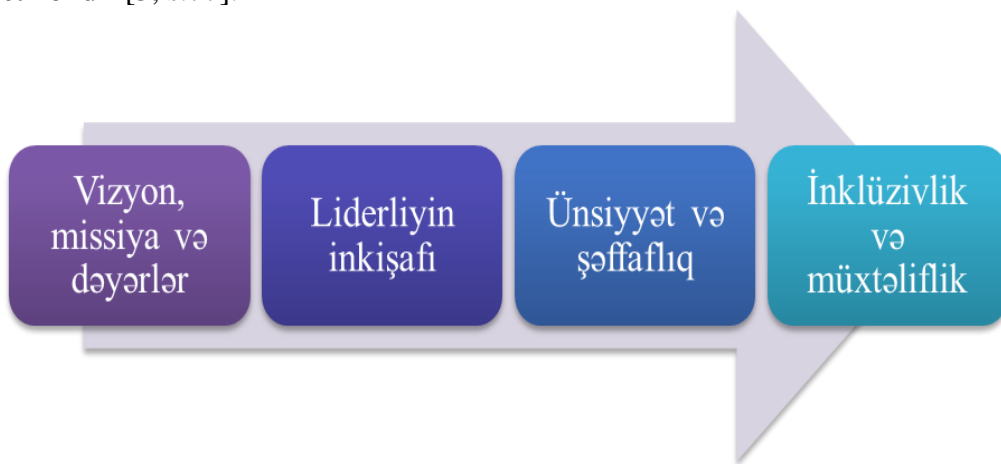 Vizyon,
missiya və
dəyərlər
Liderliyin
inkişafı
Ünsiyyət və
şəffaflıq
İnklüzivlik
və
müxtəliflik